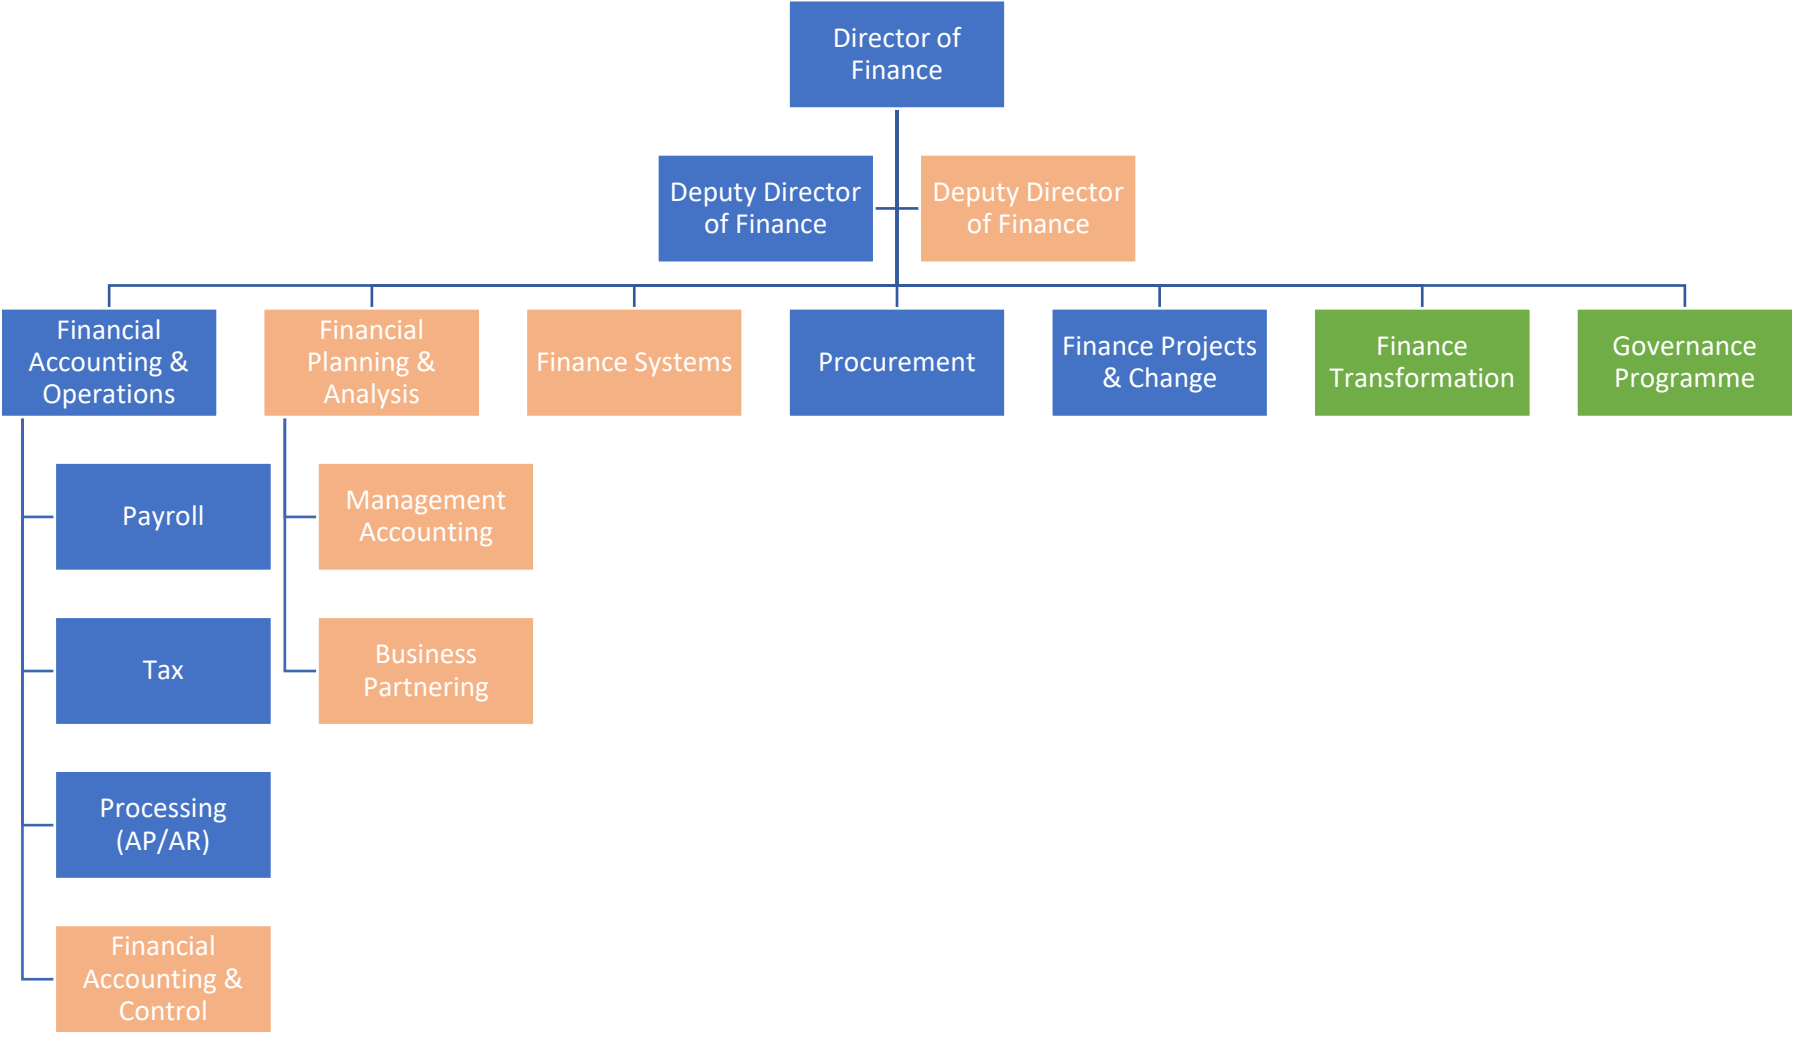 Director of
Finance
Deputy Director
of Finance
Deputy Director
of Finance
Financial
Accounting &
Operations
Financial
Planning &
Analysis
Finance Systems
Procurement
Finance Projects
& Change
Finance
Transformation
Governance
Programme
Payroll
Management
Accounting
Tax
Business
Partnering
Processing
(AP/AR)
Financial
Accounting &
Control